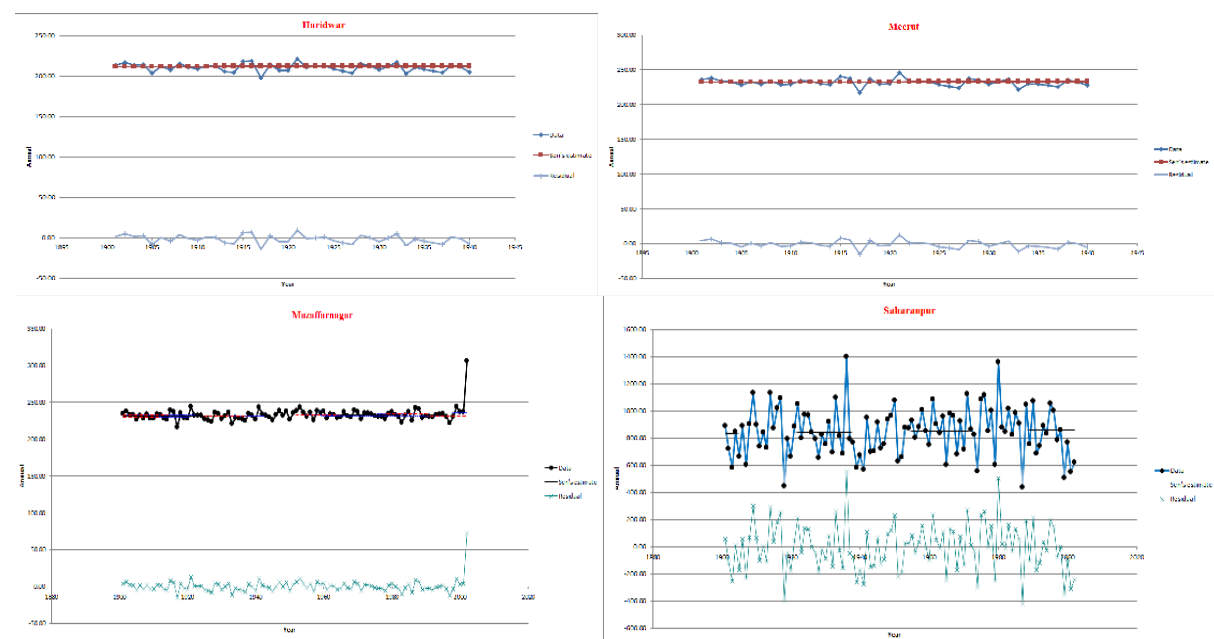 Haridwar
250.00
200.00
150.00
100.00
50.00
0.00
-50.00
1895 1900 1905 1910 1915 1920 1925 1930 1935 1940 1945
Annual
Year
Data
Sen's estimate
Residual
Meerut
300.00
250.00
200.00
150.00
100.00
50.00
0.00
-50.00
1895 1900 1905 1910 1915 1920 1925 1930 1935 1940 1945
Annual
Year
Data
Sen's estimate
Residual
Muzaffarnagar
350.00
300.00
250.00
200.00
150.00
100.00
50.00
0.00
-50.00
1880 1900 1920 1940 1960 1980 2000 2020
Annual
Year
Data
Sen's estimate
Residual
Saharanpur
1600.00
1400.00
1200.00
1000.00
800.00
600.00
400.00
200.00
0.00
-200.00
-400.00
-600.00
1880 1900 1920 1940 1960 1980 2000 2020
Annual
Year
Data
Sen's estimate
Residual